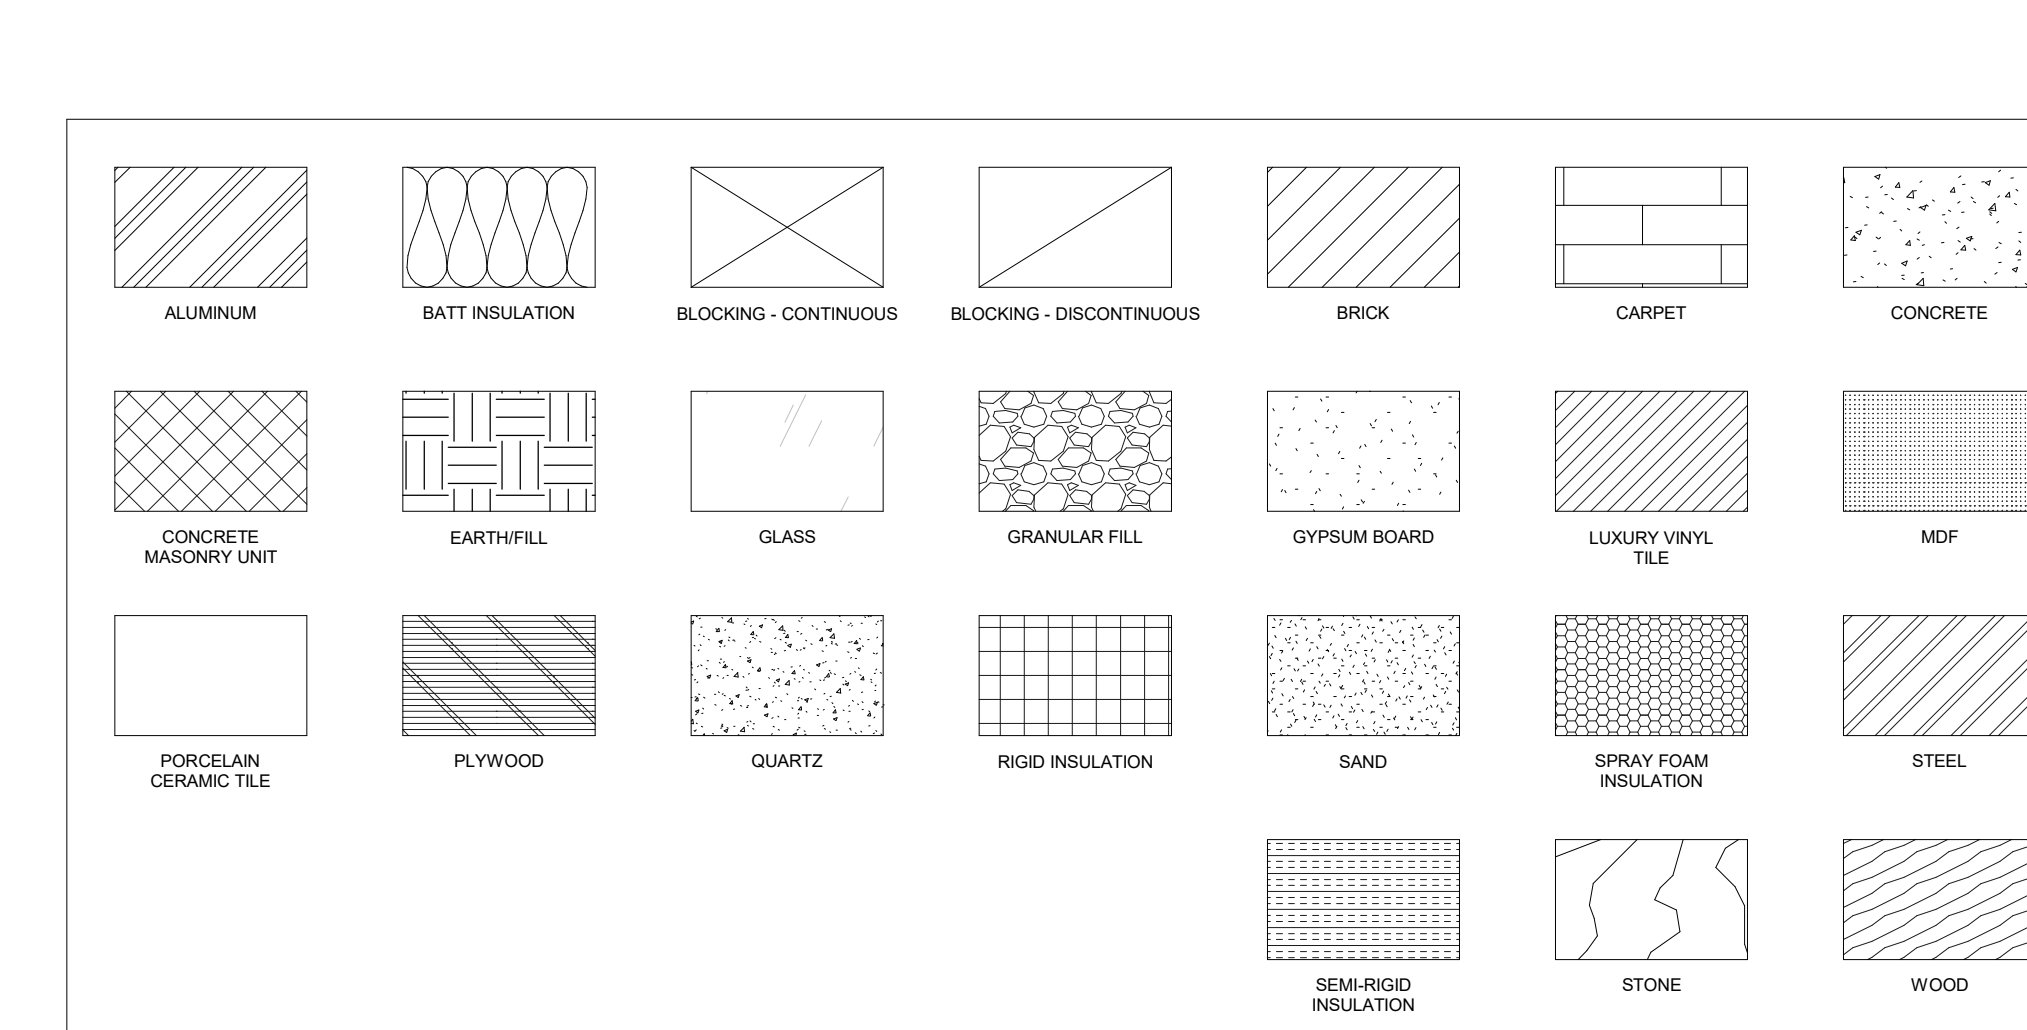 ALUMINUM
BATT INSULATION
BLOCKING - CONTINUOUS
BLOCKING - DISCONTINUOUS
BRICK
CARPET
CONCRETE
CONCRETE
MASONRY UNIT
EARTH/FILL
GLASS
GRANULAR FILL
GYPSUM BOARD
LUXURY VINYL
TILE
MDF
PORCELAIN
CERAMIC TILE
PLYWOOD
QUARTZ
RIGID INSULATION
SAND
SPRAY FOAM
INSULATION
STEEL
SEMI-RIGID
INSULATION
STONE
WOOD